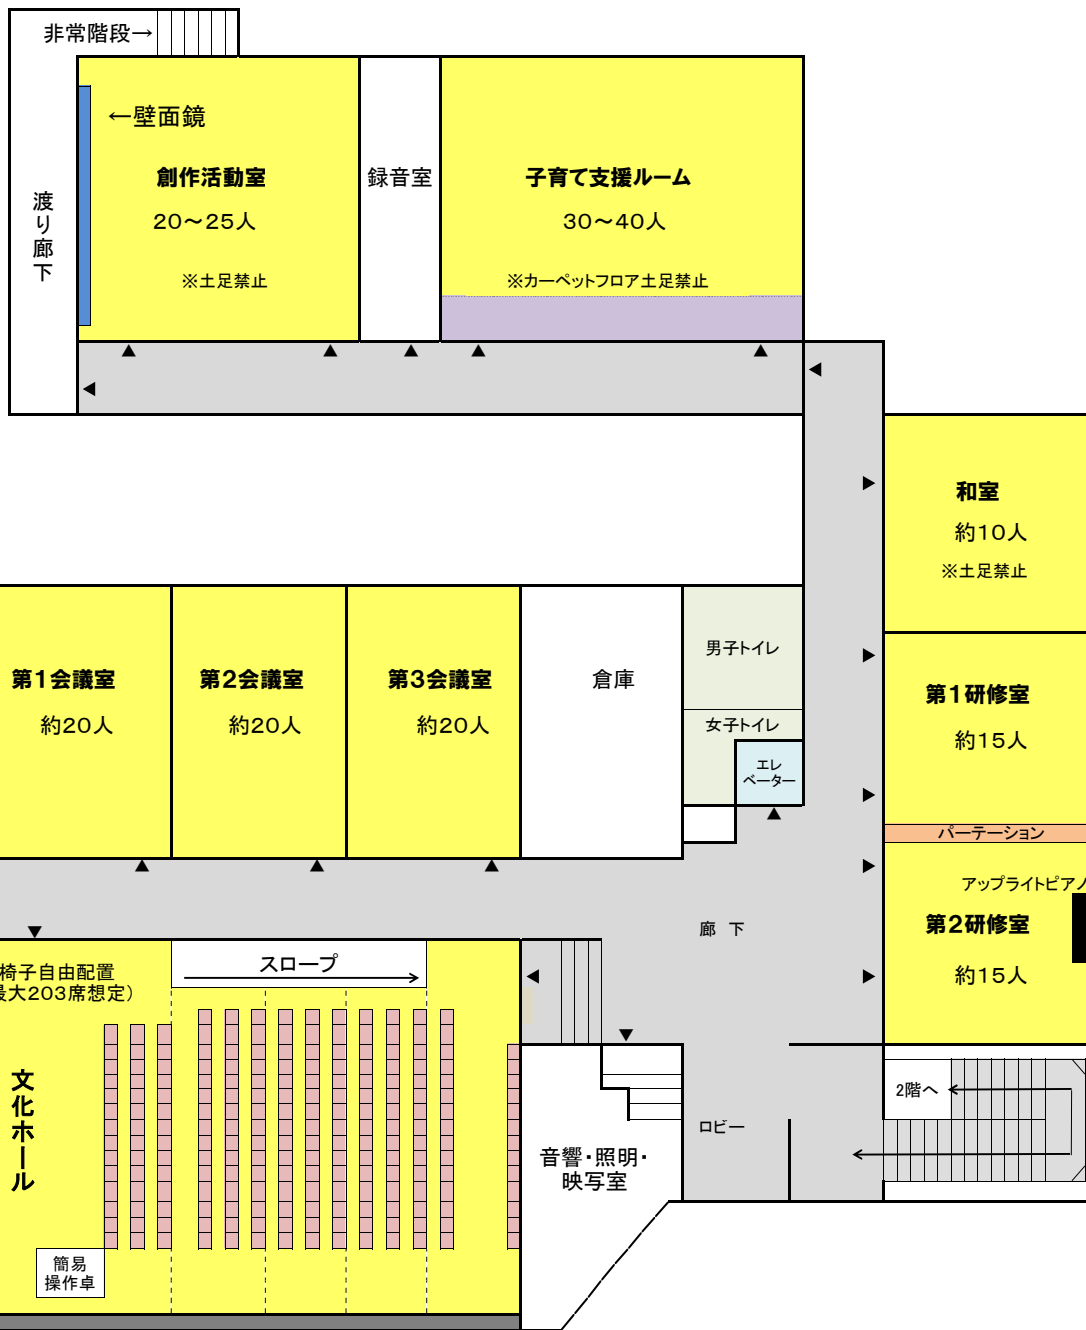 非常階段→
←壁面鏡
創作活動室
20～25人
※土足禁止
録音室
子育て支援ルーム
30～40人
※カーペットフロア土足禁止
渡り廊下
和室
約10人
※土足禁止
第1会議室
約20人
第2会議室
約20人
第3会議室
約20人
倉庫
男子トイレ
女子トイレ
エレ
ベーター
第1研修室
約15人
パーテーション
アップライトピアノ
第2研修室
約15人
廊 下
スロープ
椅子自由配置
最大203席想定）
文化ホール
簡易
操作卓
音響・照明・
映写室
ロビー
2階へ